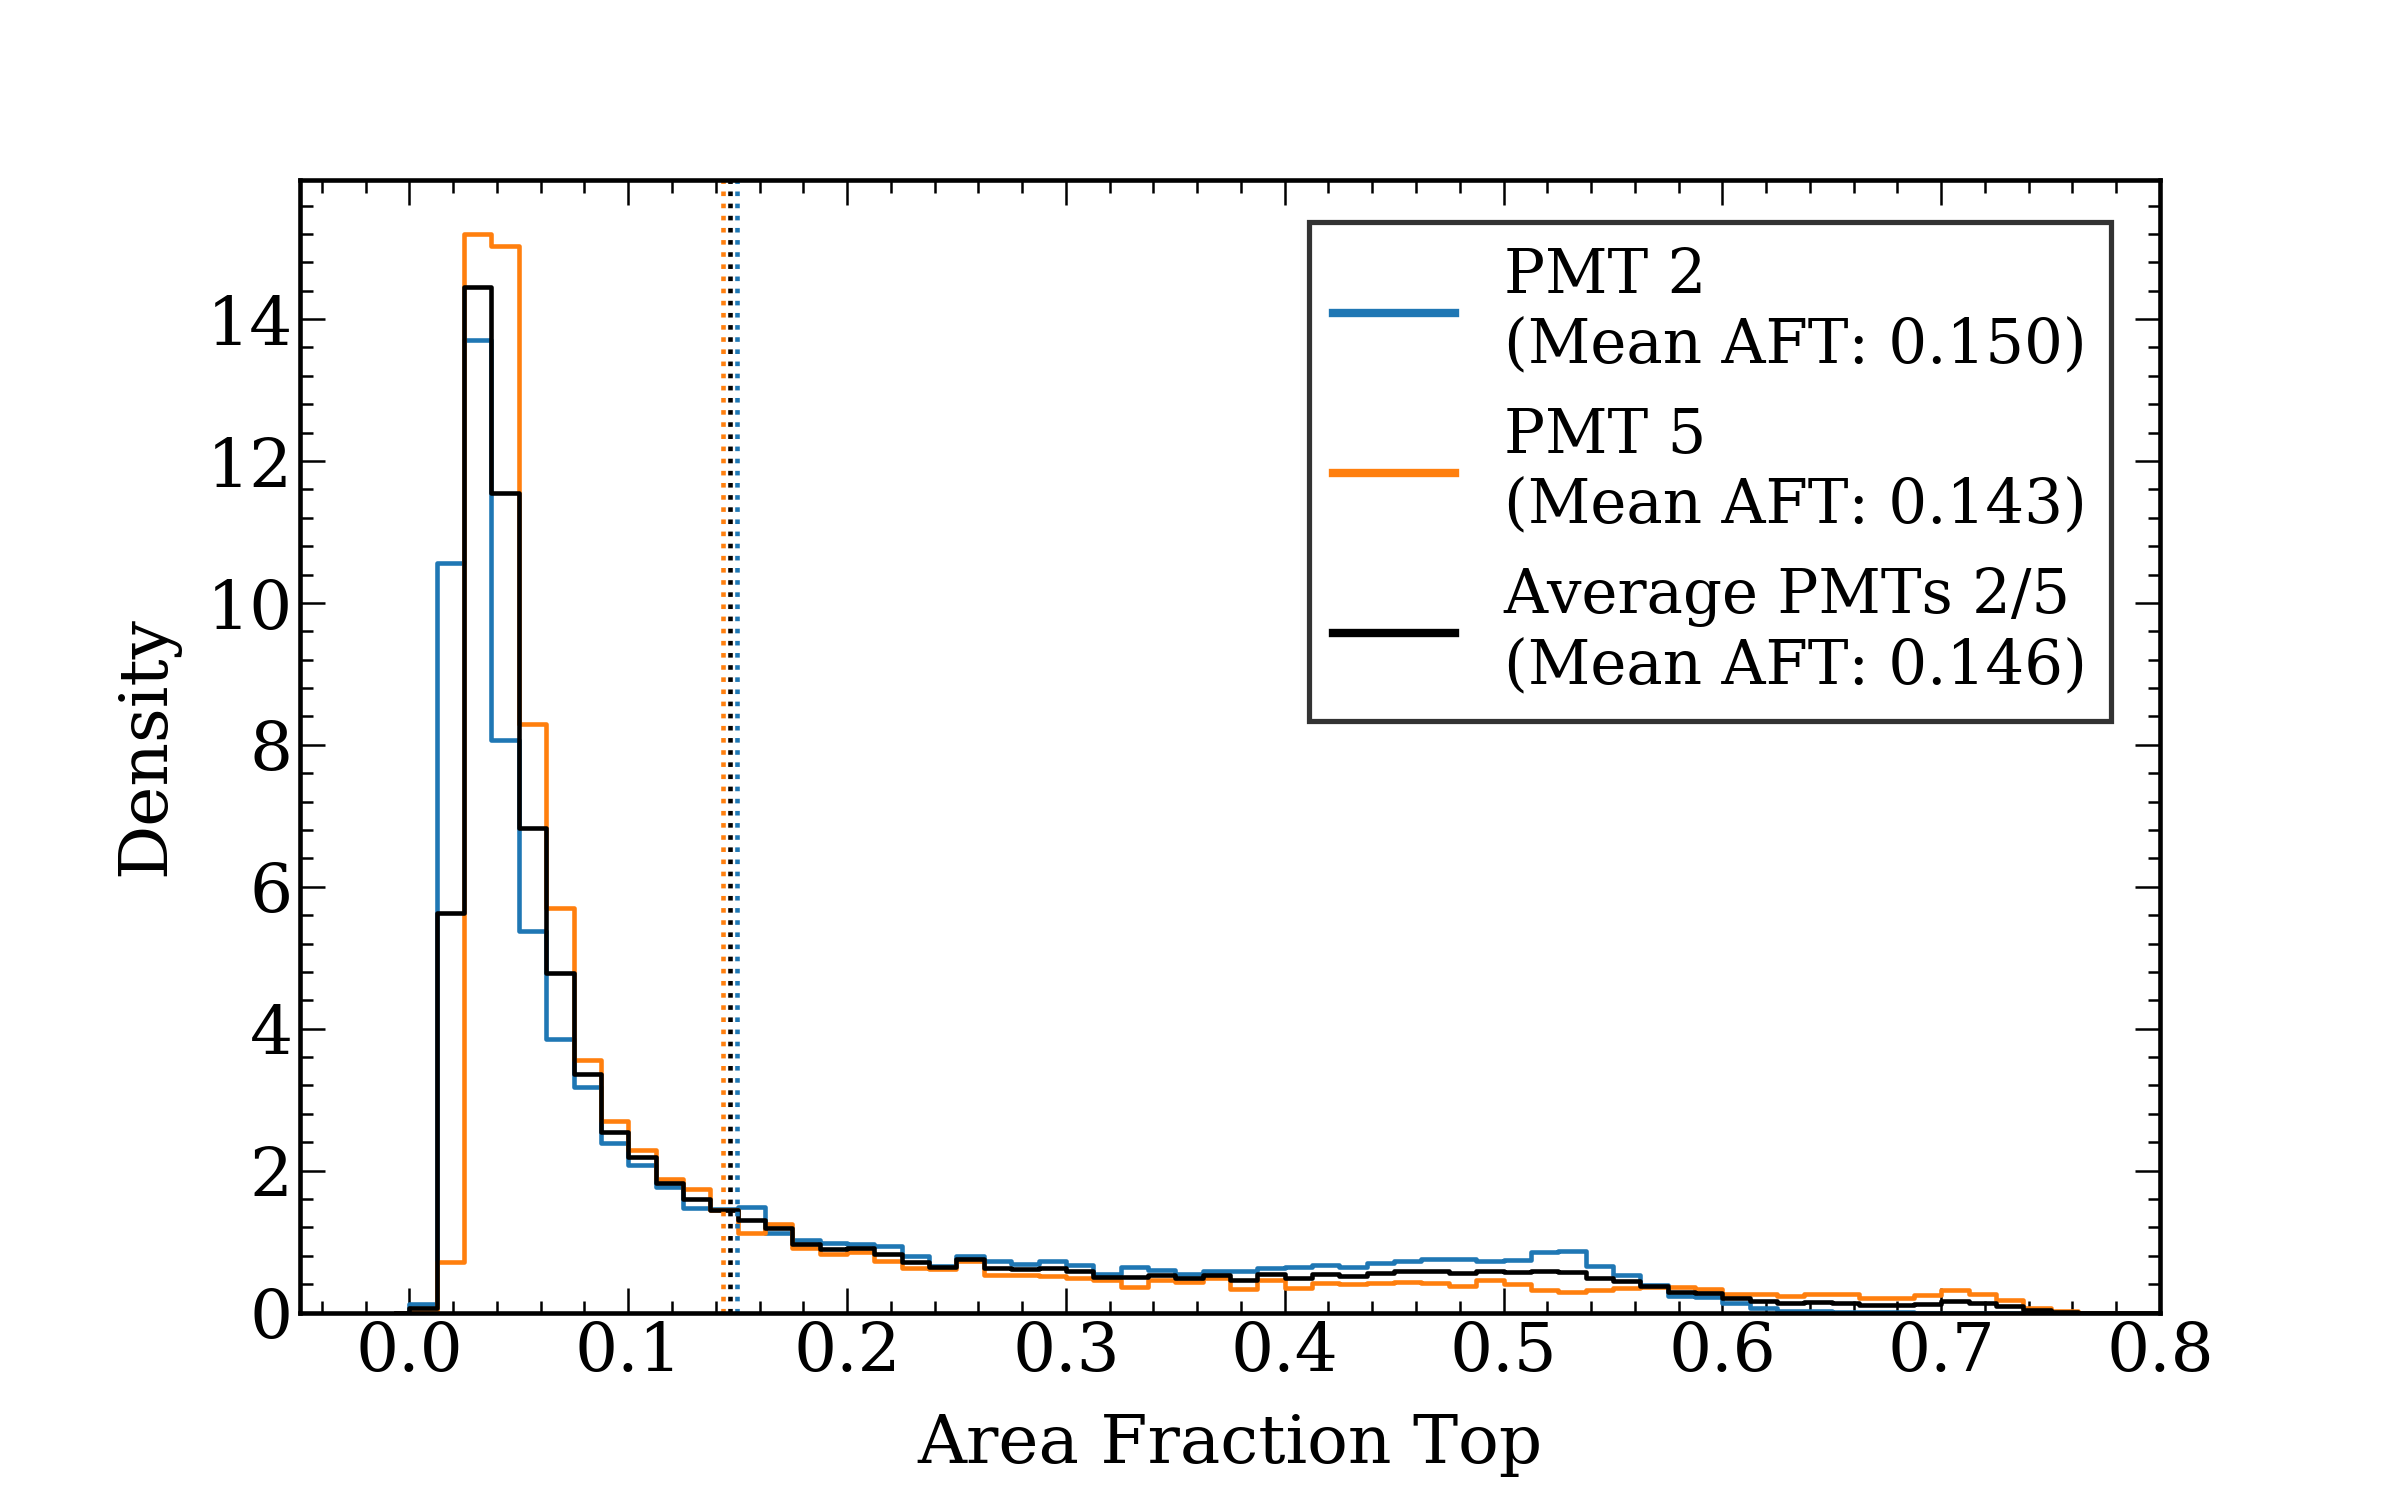 PMT 2
(Mean AFT: 0.150)
PMT 5
(Mean AFT: 0.143)
Average PMTs 2/5
(Mean AFT: 0.146)
Density
14
12
10
8
6
4
2
0
0.0 0.1 0.2 0.3 0.4 0.5 0.6 0.7 0.8
Area Fraction Top